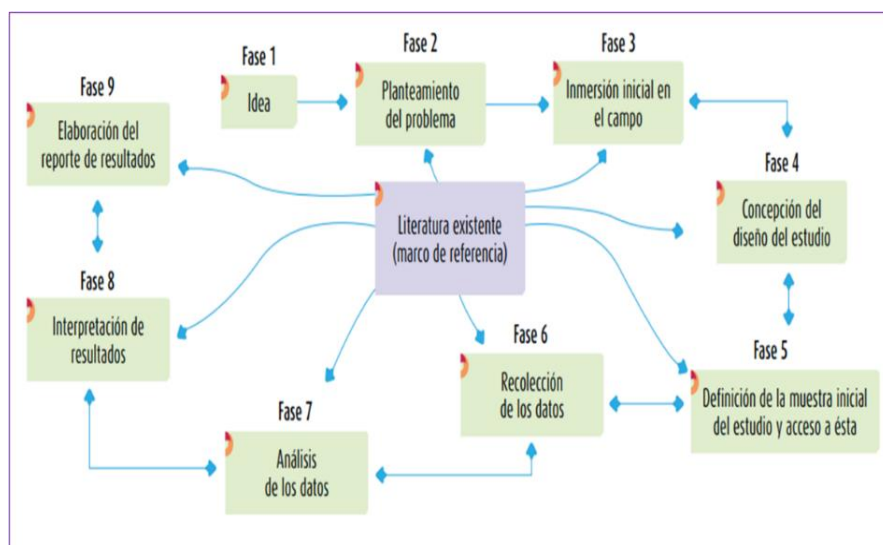 Fase 1
Idea
Fase 2
Planteamiento
del problema
Fase 3
Inmersión inicial en
el campo
Fase 4
Concepción del
diseño del estudio
Fase 5
Definición de la muestra inicial
del estudio y acceso a ésta
Fase 6
Recolección
de los datos
Fase 7
Análisis
de los datos
Fase 8
Interpretación de
resultados
Fase 9
Elaboración del
reporte de resultados
Literatura existente
(marco de referencia)